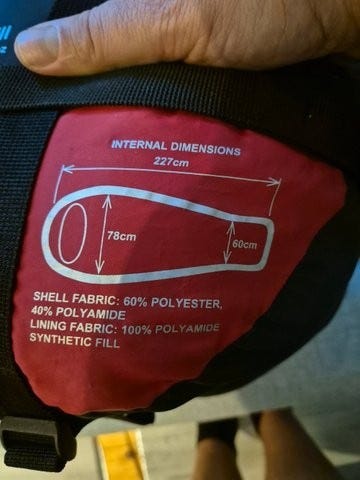 INTERNAL DIMENSIONS
227cm
78cm
60cm
SHELL FABRIC: 60% POLYESTER,
40% POLYAMIDE
LINING FABRIC: 100% POLYAMIDE
SYNTHETIC FILL